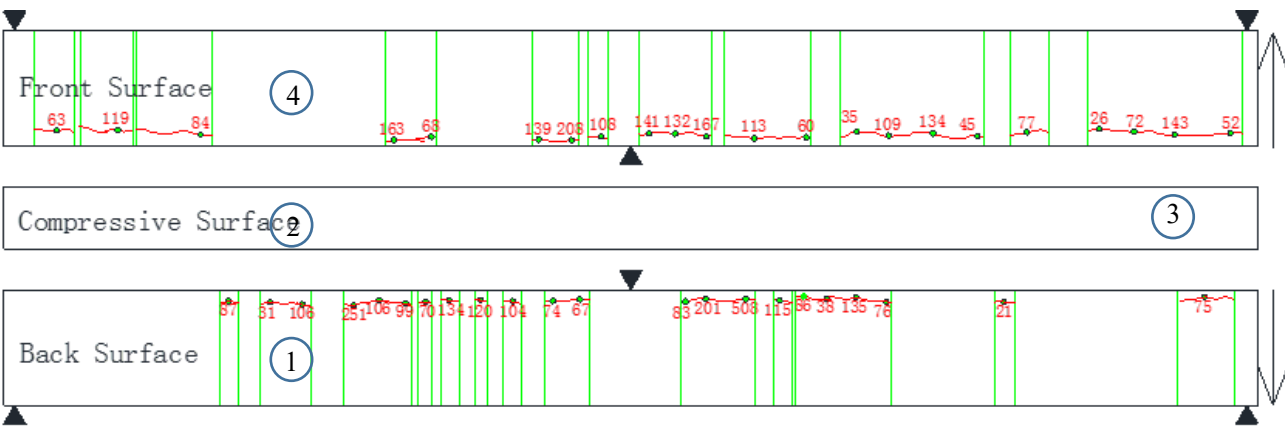 Front Surface
4
63 119 84 163 68 139 208 108 141 132 167 113 60 35 109 134 45 77 26 72 143 52
Compressive Surface
2
3
87 31 106 251 106 99 70 134 120 104 74 67 83 201 508 115 66 38 135 76 21 75
Back Surface
1